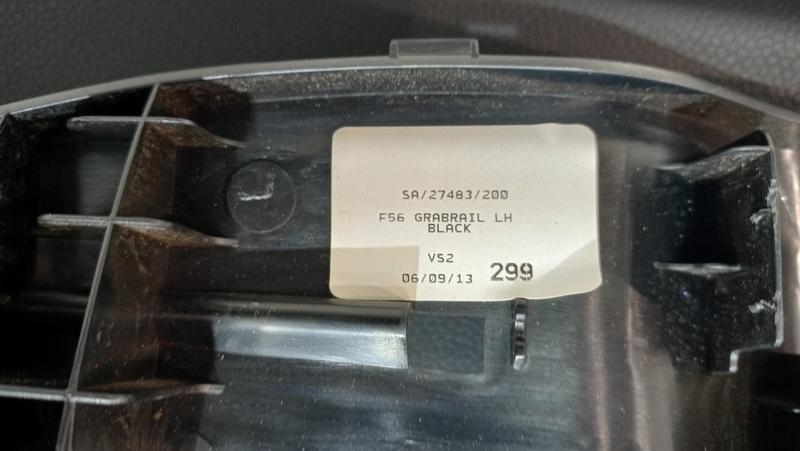 SA/27483/200
F56 GRABRAIL LH
BLACK
VS2
06/09/13 299